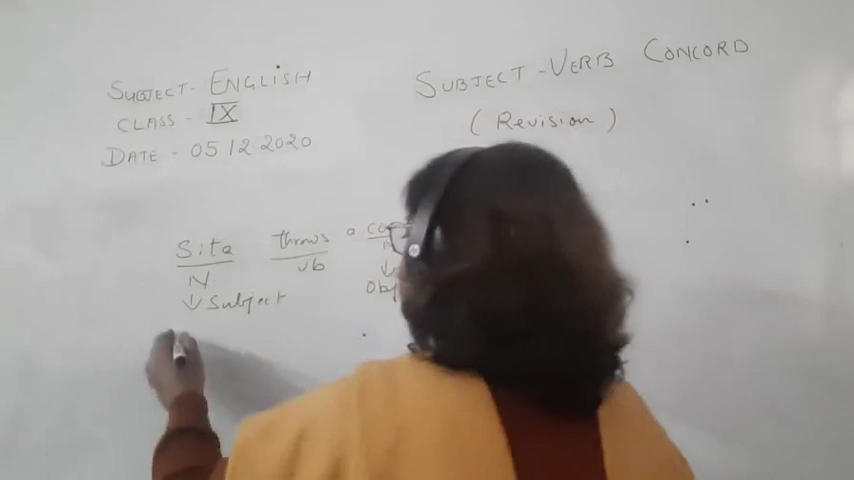 SUBJECT - ENGLISH
CLASS - IX
DATE - 05 12 2020
SUBJECT - VERB CONCORD
(Revision)
Sita throws a
N vb
↓ Subject